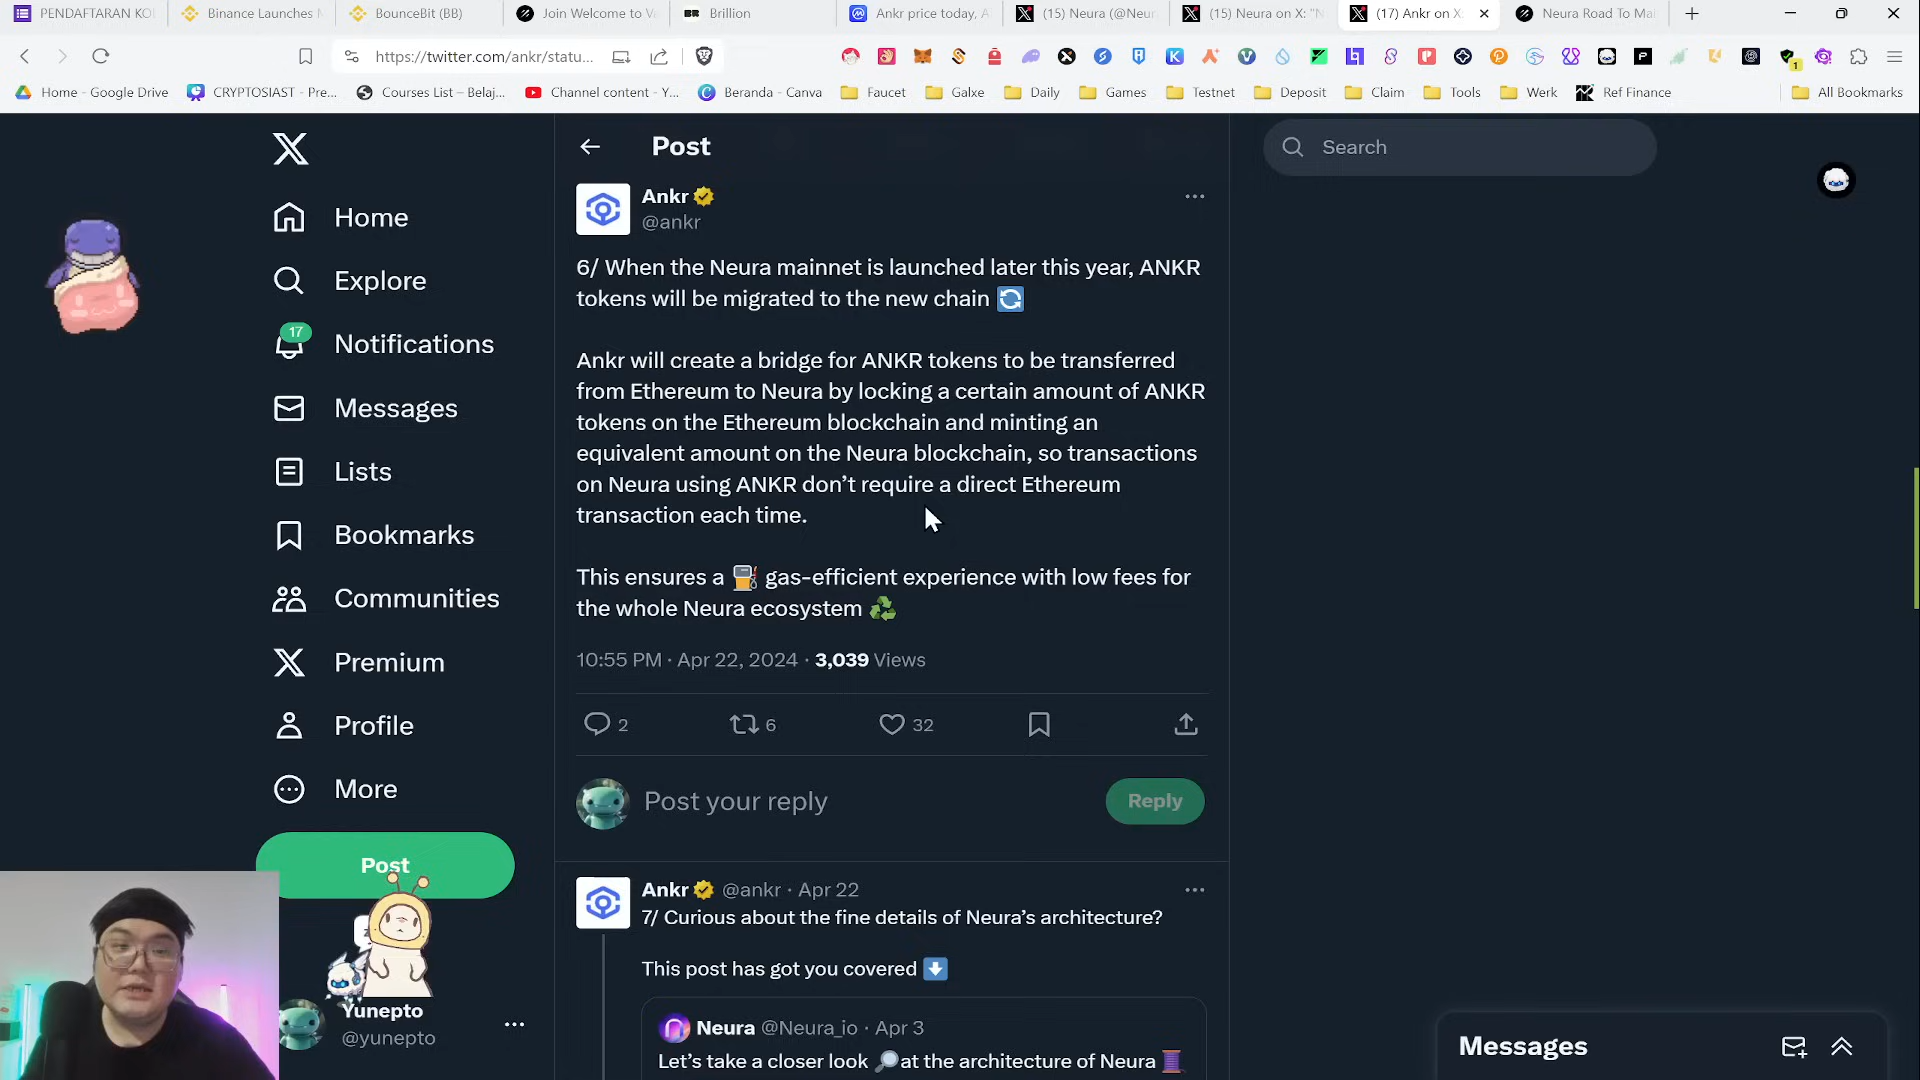 PENDAFTARAN KO
Binance Launches
BounceBit (BB)
Join Welcome to Ve
Brillion
Ankr price today, A
(15) Neura (@Neur
(15) Neura on X: "N
(17) Ankr on X:
Neura Road To Mai
https://twitter.com/ankr/statu...
1
Home - Google Drive
CRYPTOSIAST - Pre...
Courses List – Belaj...
Channel content - Y...
Beranda - Canva
Faucet
Galxe
Daily
Games
Testnet
Deposit
Claim
Tools
Werk
Ref Finance
All Bookmarks
Home
Explore
17
Notifications
Messages
Lists
Bookmarks
Communities
Premium
Profile
More
Post
Yunepto
@yunepto
Post
Ankr
@ankr
6/ When the Neura mainnet is launched later this year, ANKR
tokens will be migrated to the new chain 🔄
Ankr will create a bridge for ANKR tokens to be transferred
from Ethereum to Neura by locking a certain amount of ANKR
tokens on the Ethereum blockchain and minting an
equivalent amount on the Neura blockchain, so transactions
on Neura using ANKR don’t require a direct Ethereum
transaction each time.
This ensures a ⛽ gas-efficient experience with low fees for
the whole Neura ecosystem ♻️
10:55 PM · Apr 22, 2024 · 3,039 Views
2
6
32
Post your reply
Reply
Ankr @ankr · Apr 22
7/ Curious about the fine details of Neura’s architecture?
This post has got you covered ⬇️
Neura @Neura_io · Apr 3
Let’s take a closer look 🔎at the architecture of Neura 🧵
Search
Messages